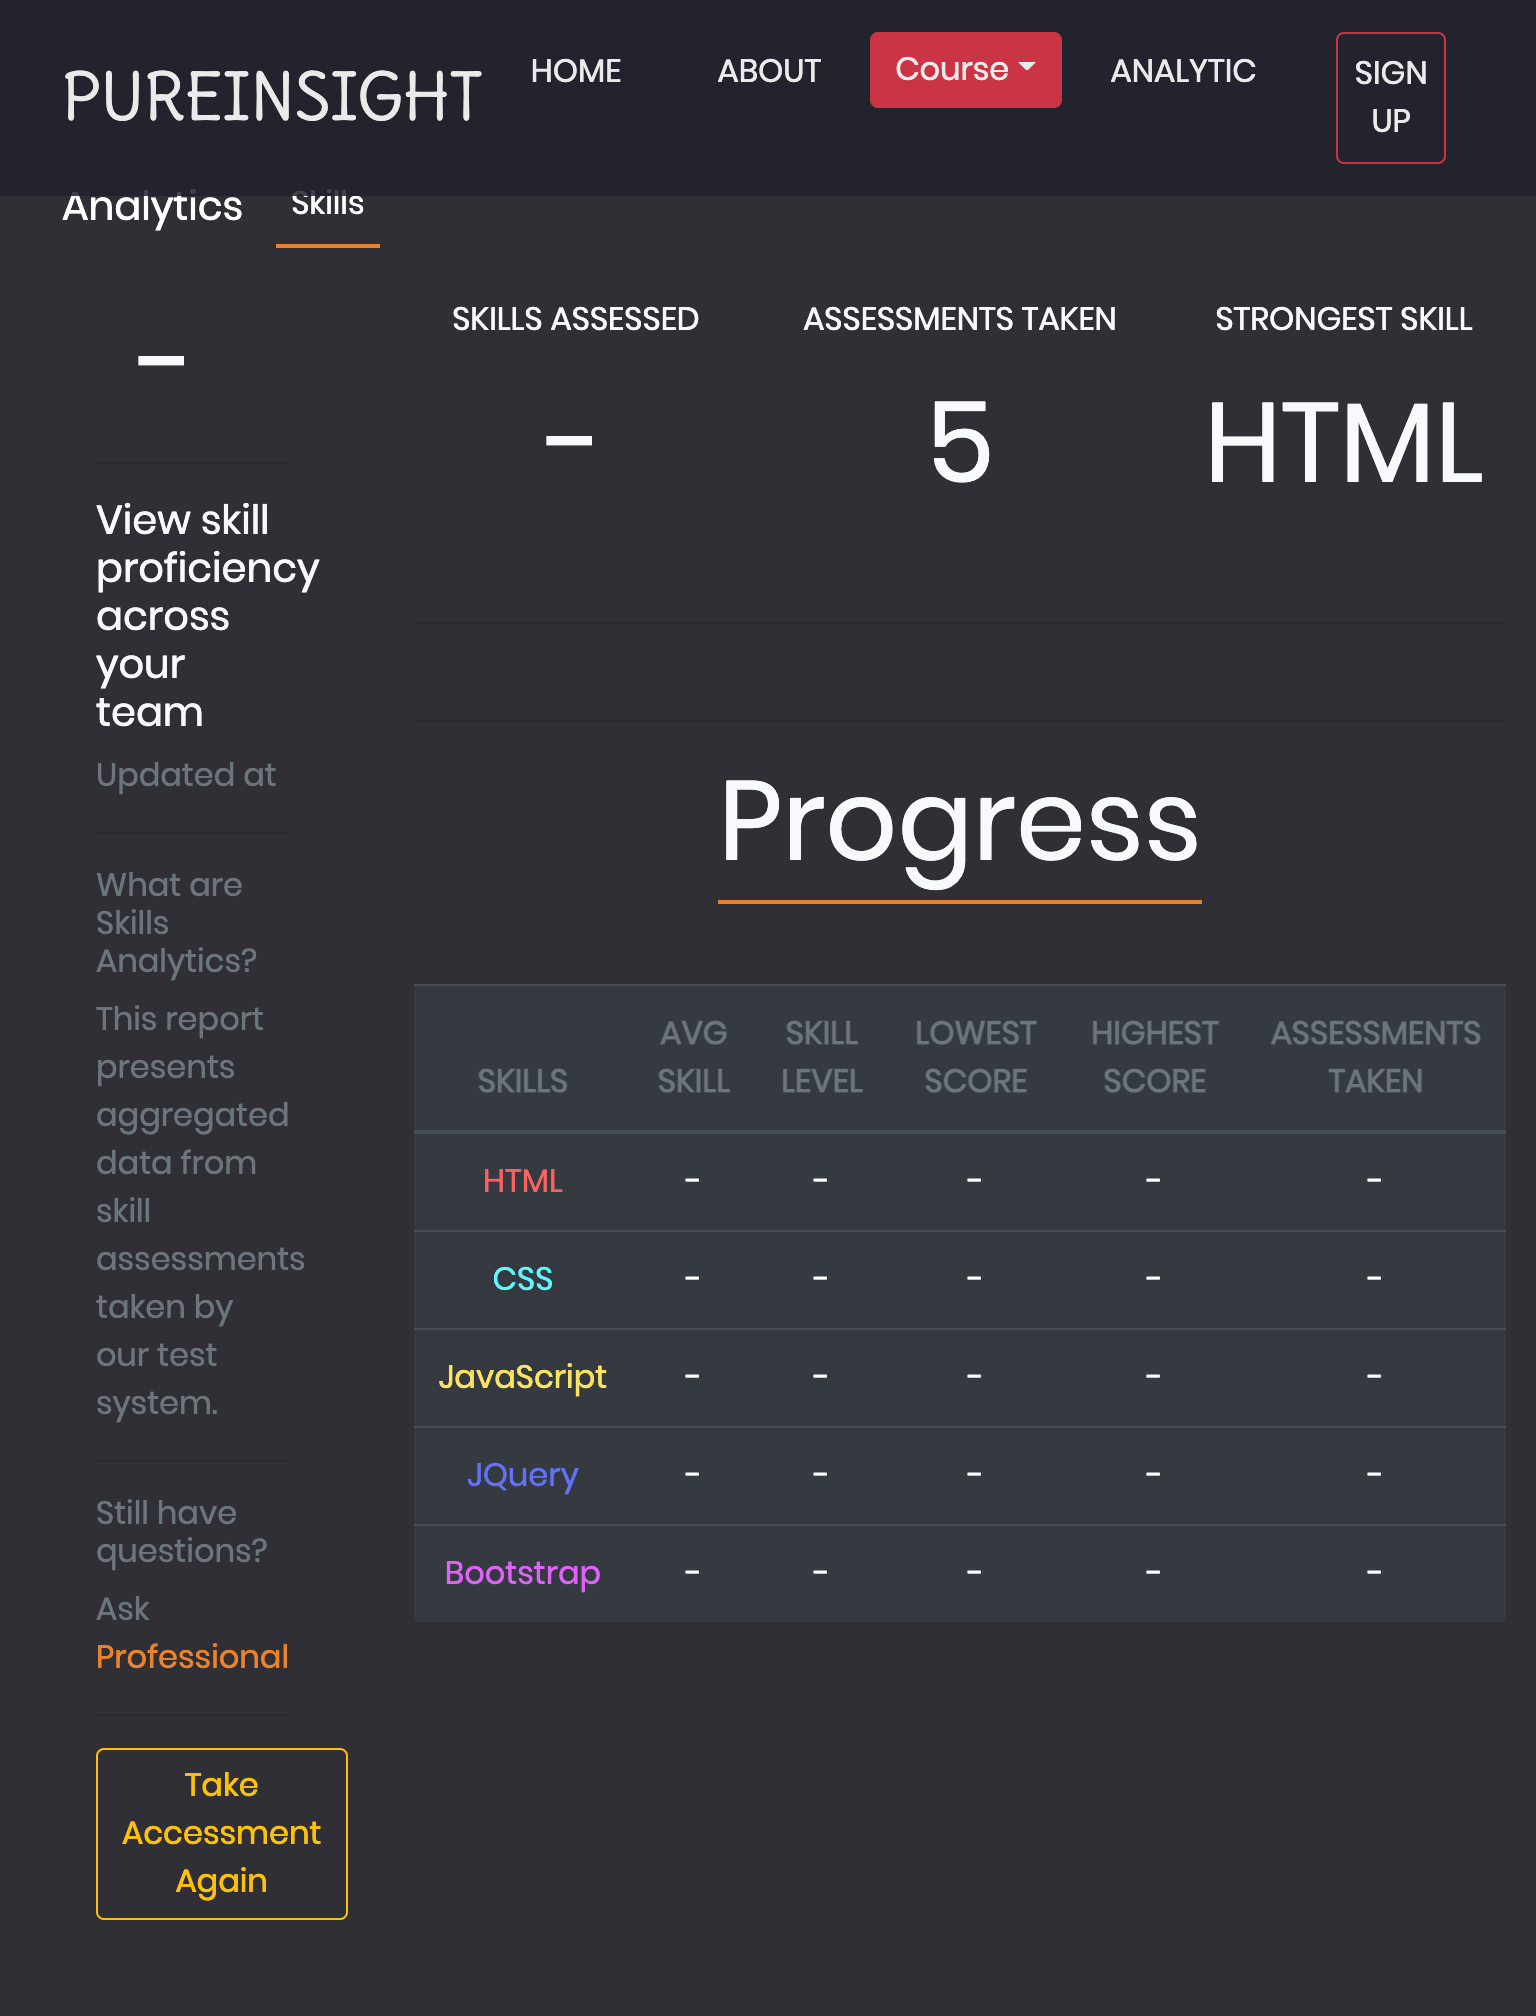 PUREINSIGHT
HOME
ABOUT
Course
ANALYTIC
SIGN
UP
Analytics
Skills
-
View skill
proficiency
across
your
team
Updated at
What are
Skills
Analytics?
This report
presents
aggregated
data from
skill
assessments
taken by
our test
system.
Still have
questions?
Ask
Professional
Take
Accessment
Again
SKILLS ASSESSED
-
ASSESSMENTS TAKEN
5
STRONGEST SKILL
HTML
Progress
SKILLS AVG SKILL SKILL LEVEL LOWEST SCORE HIGHEST SCORE ASSESSMENTS TAKEN
HTML - - - - -
CSS - - - - -
JavaScript - - - - -
JQuery - - - - -
Bootstrap - - - - -